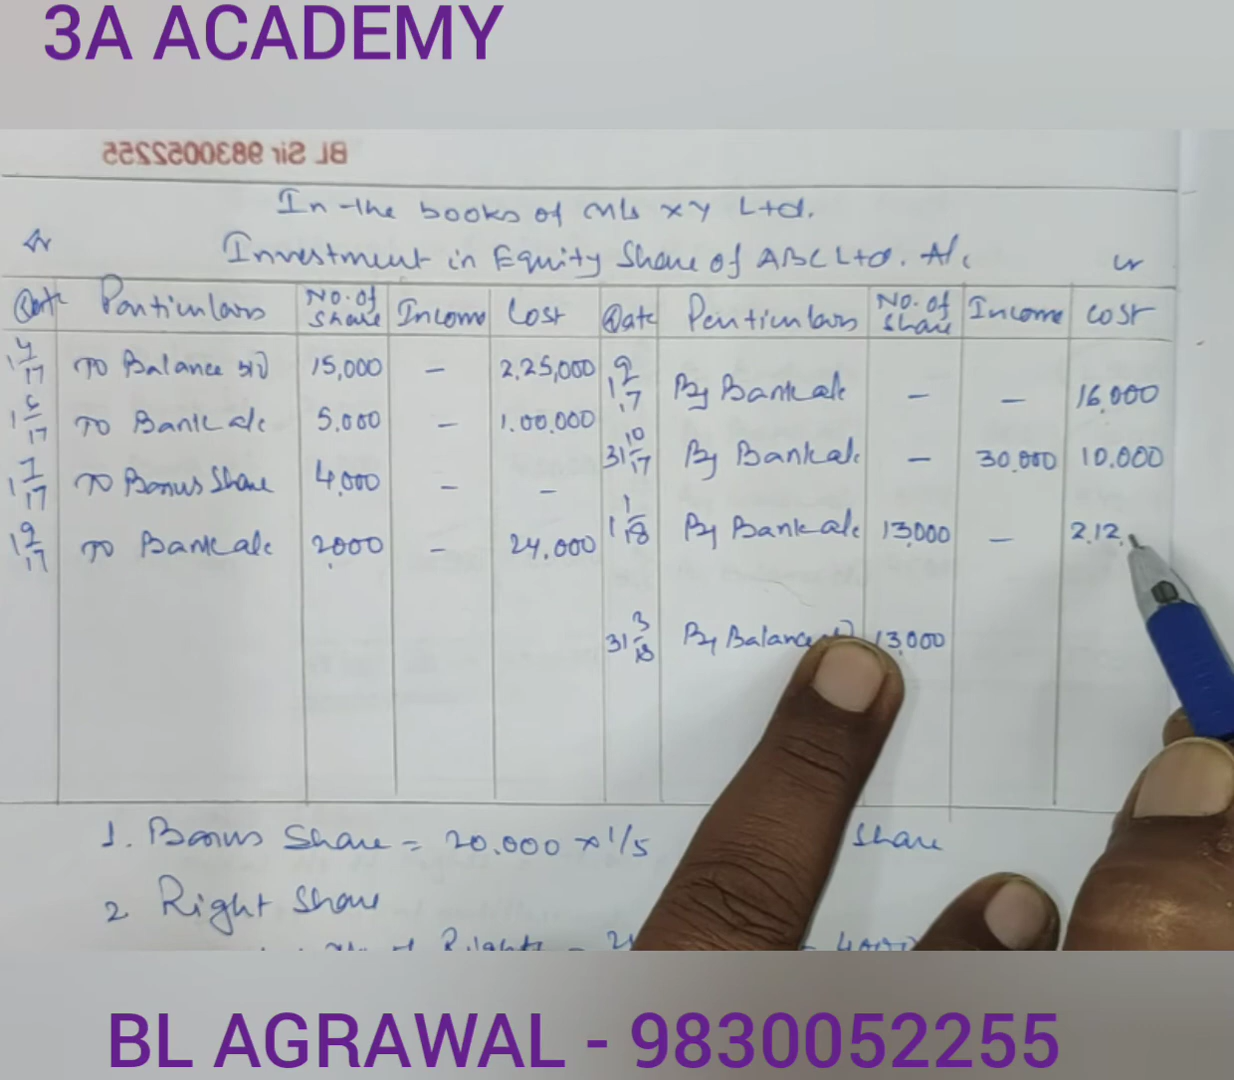 3A ACADEMY
BL Sir 9830052255
In the books of M/s XY Ltd.
Dr Investment in Equity Share of ABC Ltd. A/c Cr
Date Particulars No. of Share Income Cost Date Particulars No. of Share Income Cost
1/4/17 To Balance b/d 15,000 - 2,25,000 1/9/17 By Bank a/c - - 16,000
1/6/17 To Bank a/c 5,000 - 1,00,000 31/10/17 By Bank a/c - 30,000 10,000
1/7/17 To Bonus Share 4,000 - -
1/9/17 To Bank a/c 2000 - 24,000 1/1/18 By Bank a/c 13,000 - 2,12,
31/3/18 By Balance 13,000
1. Bonus Share = 20,000 x 1/5 Share
2 Right Share
Rights = 4000
BL AGRAWAL - 9830052255